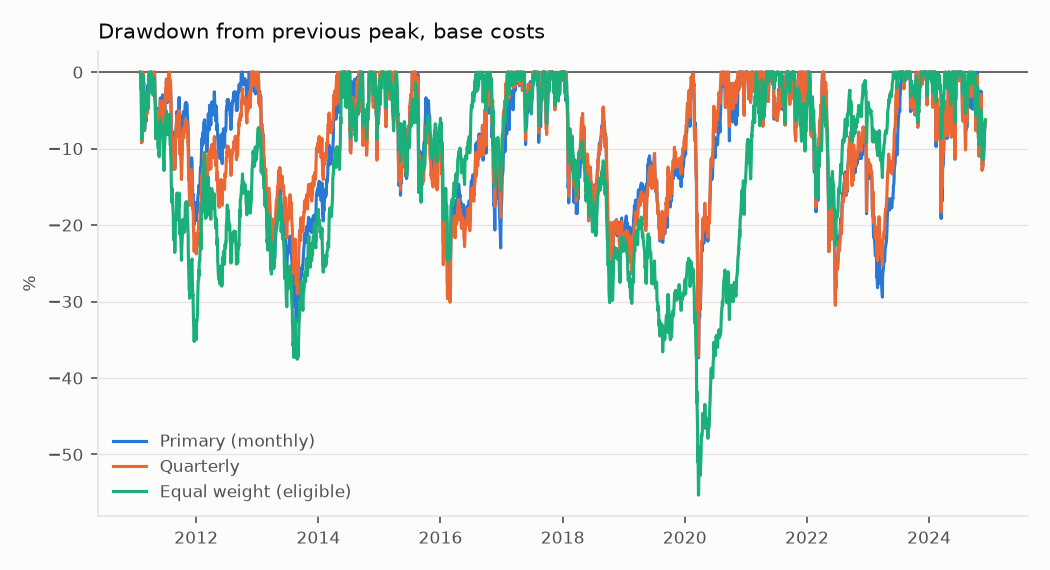 Drawdown from previous peak, base costs
0
−10
−20
−30
−40
−50
%
Primary (monthly)
Quarterly
Equal weight (eligible)
2012 2014 2016 2018 2020 2022 2024